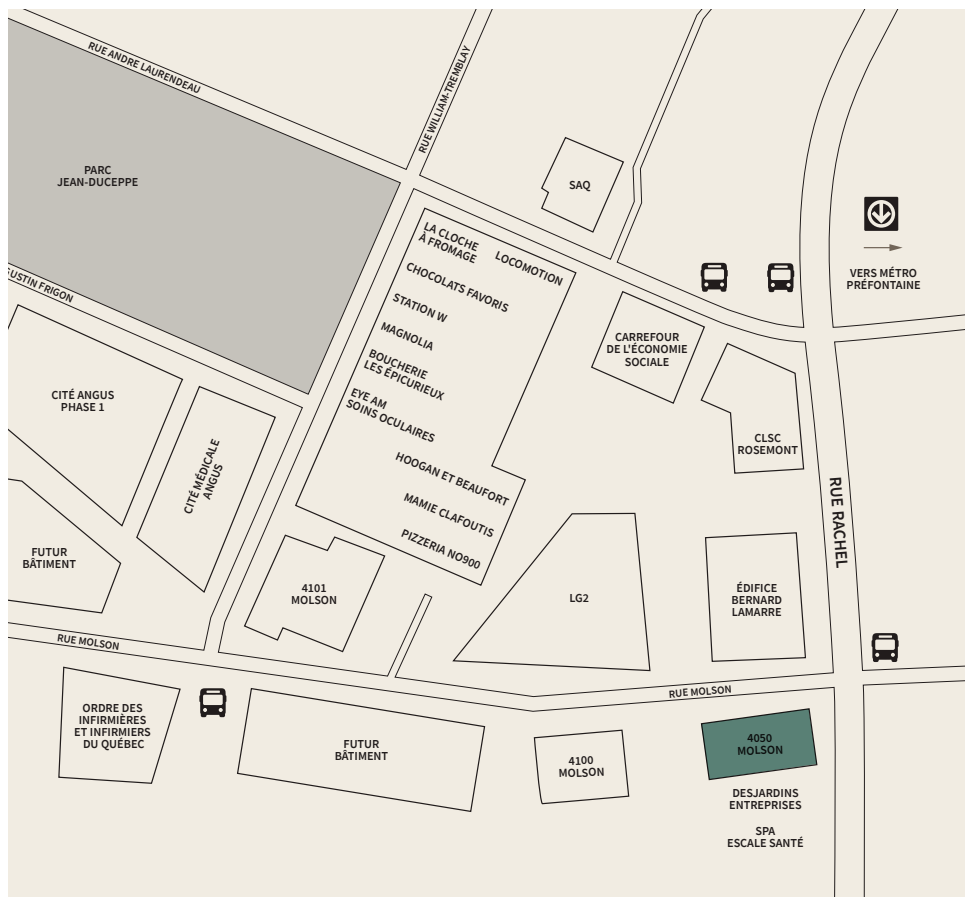 RUE ANDRE LAURENDEAU
RUE WILLIAM-TREMBLAY
PARC
JEAN-DUCEPPE
SAQ
VERS MÉTRO
PRÉFONTAINE
USTIN FRIGON
LA CLOCHE
À FROMAGE
LOCOMOTION
CHOCOLATS FAVORIS
STATION W
MAGNOLIA
BOUCHERIE
LES ÉPICURIEUX
EYE AM
SOINS OCULAIRES
HOOGAN ET BEAUFORT
MAMIE CLAFOUTIS
PIZZERIA NO900
CARREFOUR
DE L'ÉCONOMIE
SOCIALE
CLSC
ROSEMONT
CITÉ ANGUS
PHASE 1
CITÉ MÉDICALE
ANGUS
RUE RACHEL
FUTUR
BÂTIMENT
4101
MOLSON
LG2
ÉDIFICE
BERNARD
LAMARRE
RUE MOLSON
RUE MOLSON
ORDRE DES
INFIRMIÈRES
ET INFIRMIERS
DU QUÉBEC
FUTUR
BÂTIMENT
4100
MOLSON
4050
MOLSON
DESJARDINS
ENTREPRISES
SPA
ESCALE SANTÉ